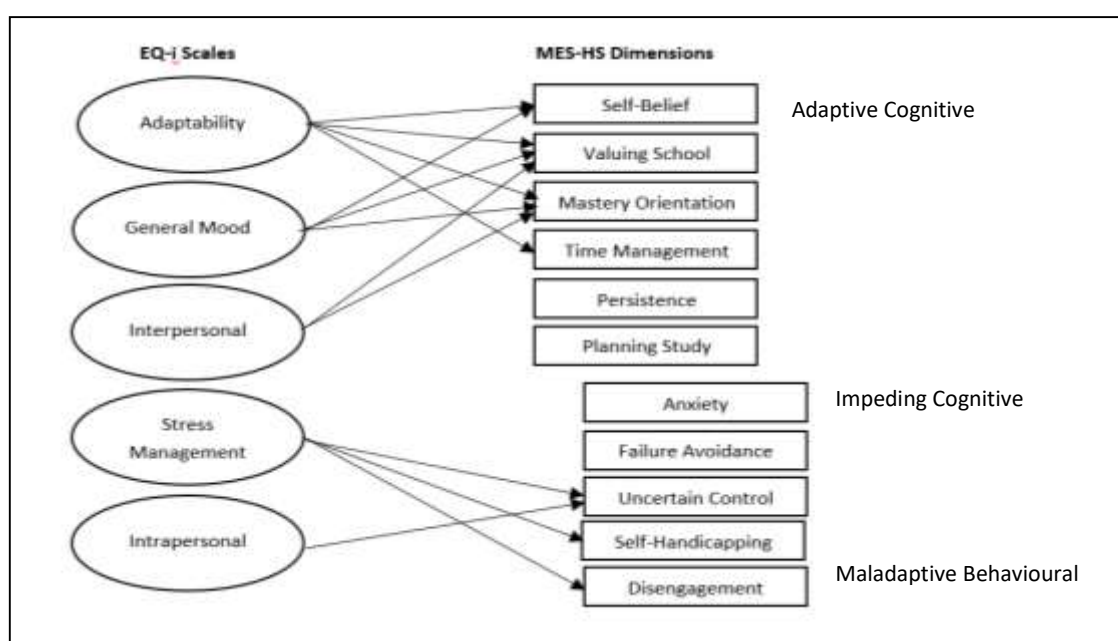 EQ-i Scales
MES-HS Dimensions
Adaptability
General Mood
Interpersonal
Stress
Management
Intrapersonal
Self-Belief
Valuing School
Mastery Orientation
Time Management
Persistence
Planning Study
Anxiety
Failure Avoidance
Uncertain Control
Self-Handicapping
Disengagement
Adaptive Cognitive
Impeding Cognitive
Maladaptive Behavioural